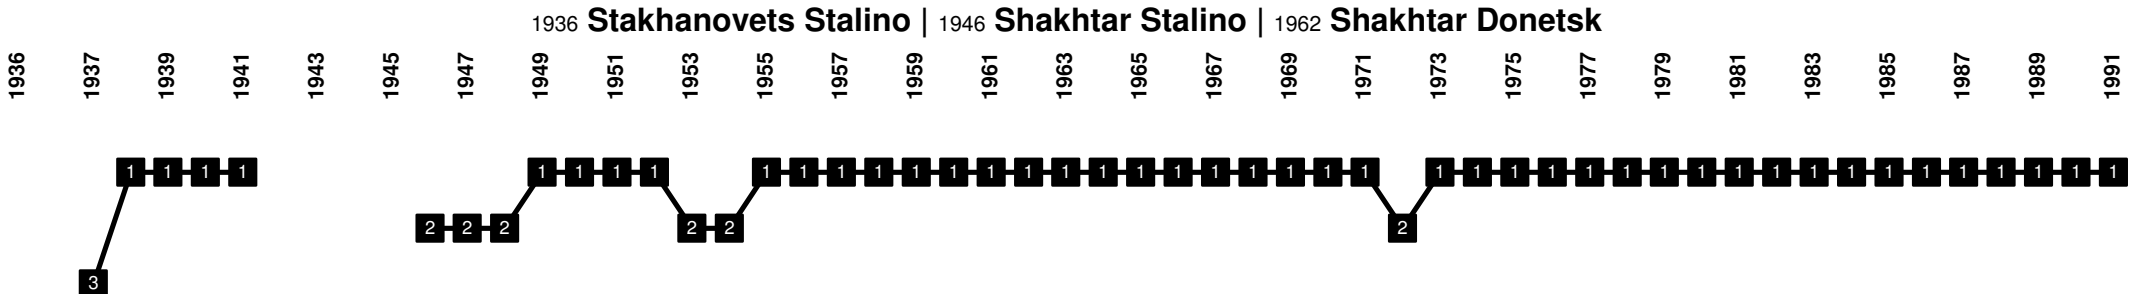 1936 Stakhanovets Stalino | 1946 Shakhtar Stalino | 1962 Shakhtar Donetsk
1936 1937 1939 1941 1943 1945 1947 1949 1951 1953 1955 1957 1959 1961 1963 1965 1967 1969 1971 1973 1975 1977 1979 1981 1983 1985 1987 1989 1991
1 1 1 1 1 1 1 1 1 1 1 1 1 1 1 1 1 1 1 1 1 1 1 1 1 1 1 1 1 1 1 1 1 1 1 1 1 1 1 1 1 1 1 1
2 2 2 2 2 2
3